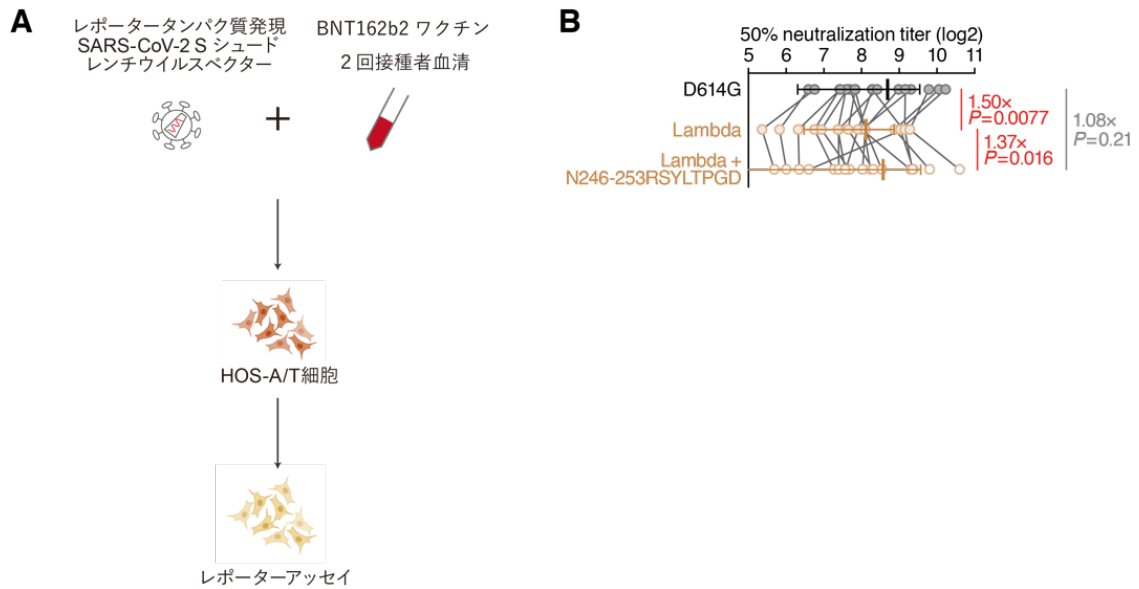 A
レポータータンパク質発現
SARS-CoV-2 S シュード
レンチウイルスベクター
+
BNT162b2 ワクチン
2 回接種者血清
HOS-A/T細胞
レポーターアッセイ
B
50% neutralization titer (log2)
5 6 7 8 9 10 11
D614G
Lambda
Lambda +
N246-253RSYLTPGD
1.50×
P=0.0077
1.37×
P=0.016
1.08×
P=0.21